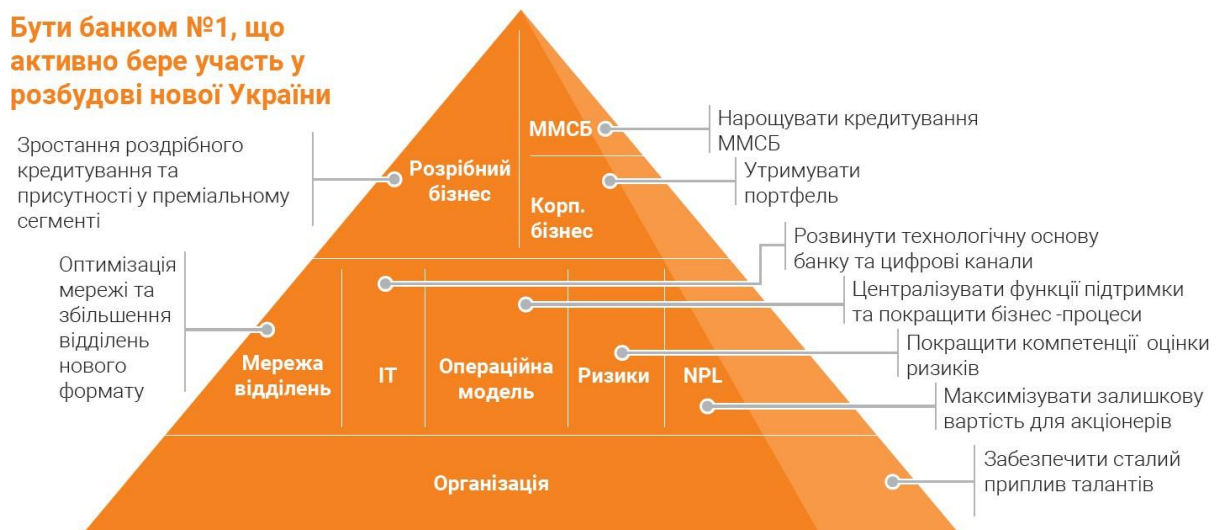 Бути банком №1, що
активно бере участь у
розбудові нової України
Зростання роздрібного
кредитування та
присутності у преміальному
сегменті
Оптимізація
мережі та
збільшення
відділень
нового
формату
ММСБ
Розрібний
бізнес
Корп.
бізнес
Мережа
відділень
ІТ
Операційна
модель
Ризики
NPL
Організація
Нарощувати кредитування
ММСБ
Утримувати
портфель
Розвинути технологічну основу
банку та цифрові канали
Централізувати функції підтримки
та покращити бізнес -процеси
Покращити компетенції оцінки
ризиків
Максимізувати залишкову
вартість для акціонерів
Забезпечити сталий
приплив талантів